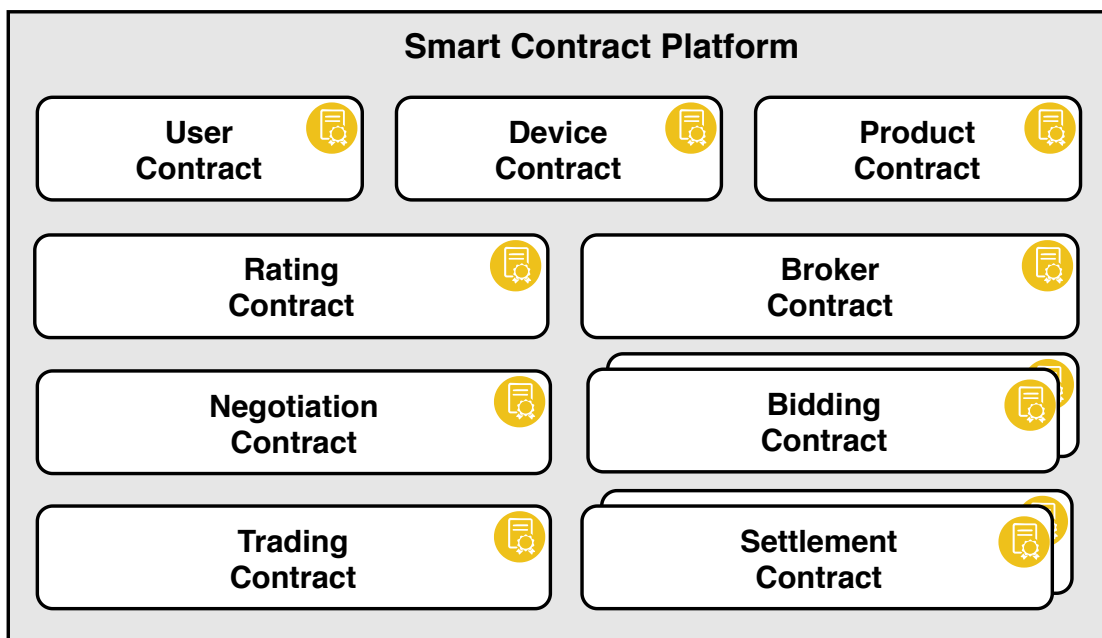 Smart Contract Platform
User
Contract
Device
Contract
Product
Contract
Rating
Contract
Broker
Contract
Negotiation
Contract
Bidding
Contract
Trading
Contract
Settlement
Contract